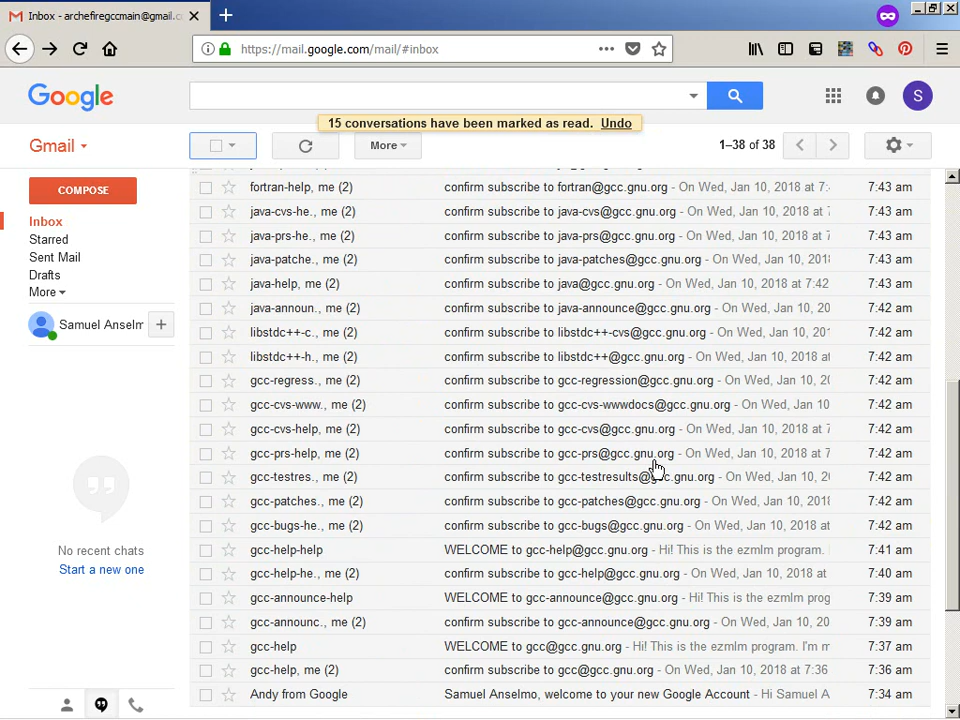 Inbox - archefiregccmain@gmail.c
https://mail.google.com/mail/#inbox
Google
S
15 conversations have been marked as read. Undo
Gmail
More
1–38 of 38
COMPOSE
Inbox
Starred
Sent Mail
Drafts
More
Samuel Anselm
No recent chats
Start a new one
fortran-help, me (2) confirm subscribe to fortran@gcc.gnu.org - On Wed, Jan 10, 2018 at 7:4 7:43 am
java-cvs-he., me (2) confirm subscribe to java-cvs@gcc.gnu.org - On Wed, Jan 10, 2018 at 7: 7:43 am
java-prs-he., me (2) confirm subscribe to java-prs@gcc.gnu.org - On Wed, Jan 10, 2018 at 7: 7:43 am
java-patche., me (2) confirm subscribe to java-patches@gcc.gnu.org - On Wed, Jan 10, 2018 7:43 am
java-help, me (2) confirm subscribe to java@gcc.gnu.org - On Wed, Jan 10, 2018 at 7:42 7:43 am
java-announ., me (2) confirm subscribe to java-announce@gcc.gnu.org - On Wed, Jan 10, 20 7:42 am
libstdc++-c., me (2) confirm subscribe to libstdc++-cvs@gcc.gnu.org - On Wed, Jan 10, 201 7:42 am
libstdc++-h., me (2) confirm subscribe to libstdc++@gcc.gnu.org - On Wed, Jan 10, 2018 at 7:42 am
gcc-regress., me (2) confirm subscribe to gcc-regression@gcc.gnu.org - On Wed, Jan 10, 20 7:42 am
gcc-cvs-www., me (2) confirm subscribe to gcc-cvs-wwwdocs@gcc.gnu.org - On Wed, Jan 10 7:42 am
gcc-cvs-help, me (2) confirm subscribe to gcc-cvs@gcc.gnu.org - On Wed, Jan 10, 2018 at 7 7:42 am
gcc-prs-help, me (2) confirm subscribe to gcc-prs@gcc.gnu.org - On Wed, Jan 10, 2018 at 7 7:42 am
gcc-testres., me (2) confirm subscribe to gcc-testresults@gcc.gnu.org - On Wed, Jan 10, 20 7:42 am
gcc-patches., me (2) confirm subscribe to gcc-patches@gcc.gnu.org - On Wed, Jan 10, 2018 7:42 am
gcc-bugs-he., me (2) confirm subscribe to gcc-bugs@gcc.gnu.org - On Wed, Jan 10, 2018 at 7:42 am
gcc-help-help WELCOME to gcc-help@gcc.gnu.org - Hi! This is the ezmlm program. 7:41 am
gcc-help-he., me (2) confirm subscribe to gcc-help@gcc.gnu.org - On Wed, Jan 10, 2018 at 7:40 am
gcc-announce-help WELCOME to gcc-announce@gcc.gnu.org - Hi! This is the ezmlm prog 7:39 am
gcc-announc., me (2) confirm subscribe to gcc-announce@gcc.gnu.org - On Wed, Jan 10, 20 7:39 am
gcc-help WELCOME to gcc@gcc.gnu.org - Hi! This is the ezmlm program. I'm m 7:37 am
gcc-help, me (2) confirm subscribe to gcc@gcc.gnu.org - On Wed, Jan 10, 2018 at 7:36 7:36 am
Andy from Google Samuel Anselmo, welcome to your new Google Account - Hi Samuel A 7:34 am